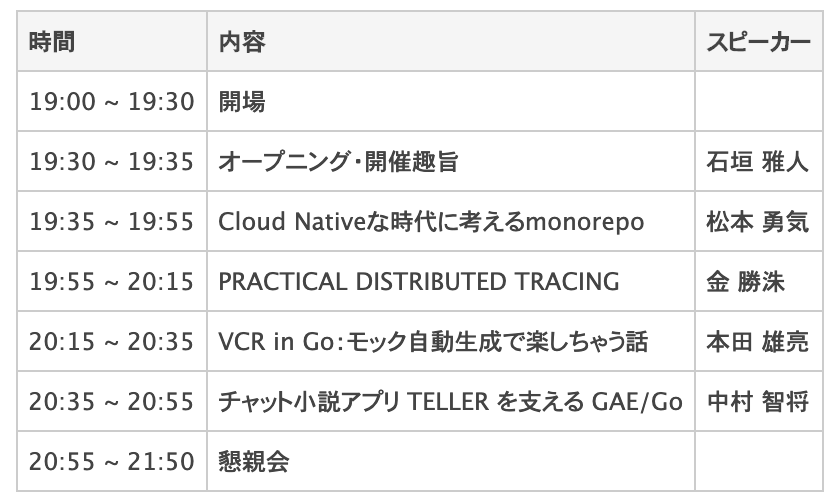 時間 内容 スピーカー
19:00 ~ 19:30 開場
19:30 ~ 19:35 オープニング・開催趣旨 石垣 雅人
19:35 ~ 19:55 Cloud Nativeな時代に考えるmonorepo 松本 勇気
19:55 ~ 20:15 PRACTICAL DISTRIBUTED TRACING 金 勝洙
20:15 ~ 20:35 VCR in Go：モック自動生成で楽しちゃう話 本田 雄亮
20:35 ~ 20:55 チャット小説アプリ TELLER を支える GAE/Go 中村 智将
20:55 ~ 21:50 懇親会